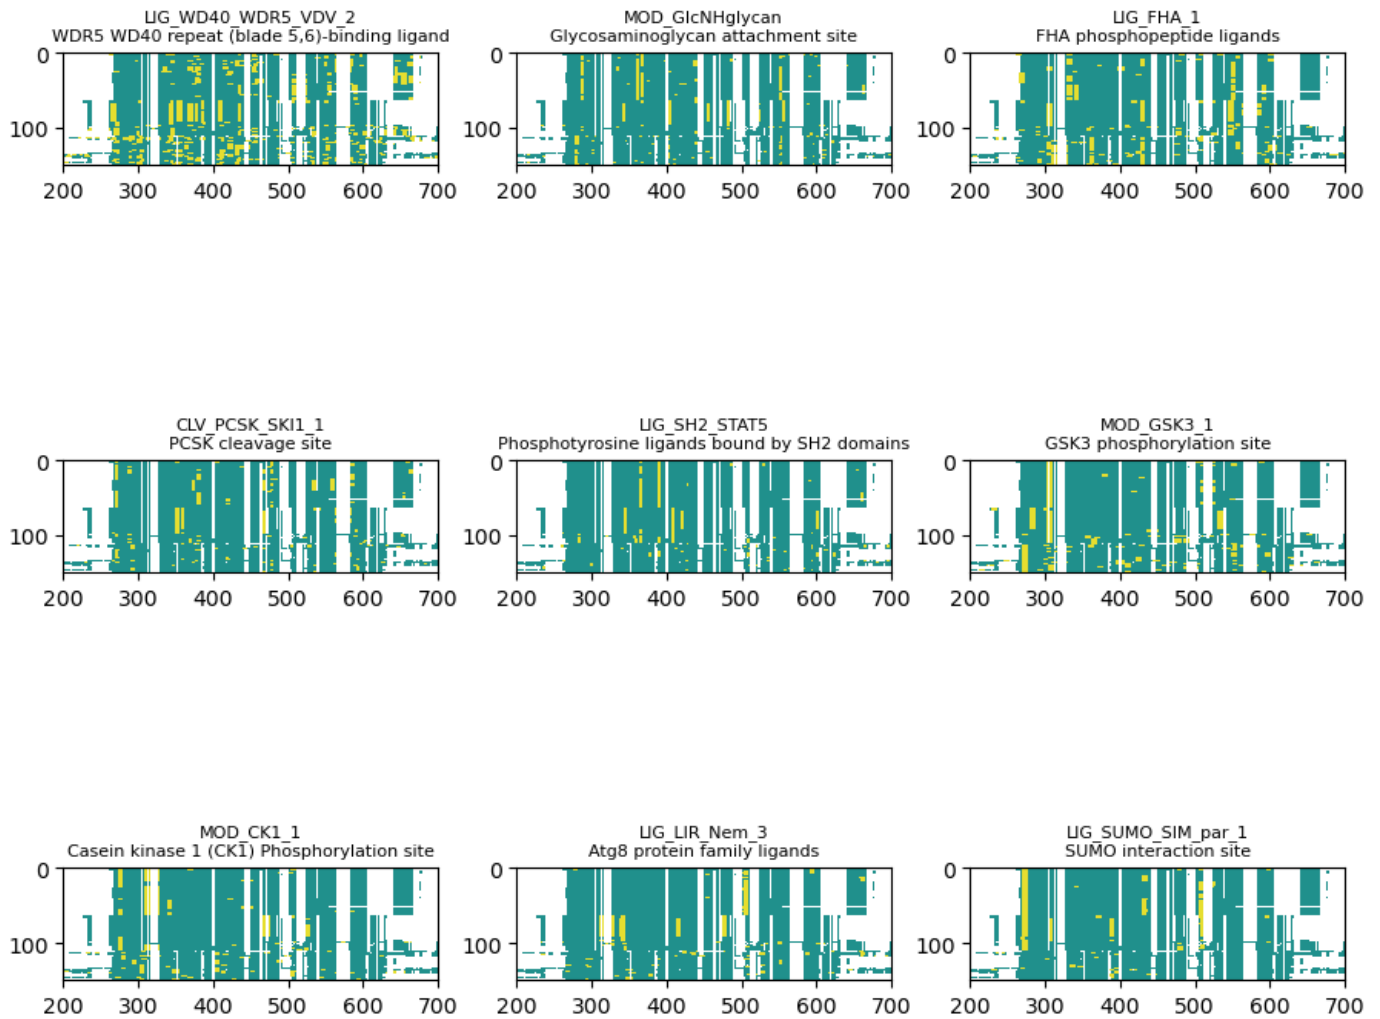 LIG_WD40_WDR5_VDV_2
WDR5 WD40 repeat (blade 5,6)-binding ligand
MOD_GlcNHglycan
Glycosaminoglycan attachment site
LIG_FHA_1
FHA phosphopeptide ligands
0
100
200 300 400 500 600 700
0
100
200 300 400 500 600 700
0
100
200 300 400 500 600 700
CLV_PCSK_SKI1_1
PCSK cleavage site
LIG_SH2_STAT5
Phosphotyrosine ligands bound by SH2 domains
MOD_GSK3_1
GSK3 phosphorylation site
0
100
200 300 400 500 600 700
0
100
200 300 400 500 600 700
0
100
200 300 400 500 600 700
MOD_CK1_1
Casein kinase 1 (CK1) Phosphorylation site
LIG_LIR_Nem_3
Atg8 protein family ligands
LIG_SUMO_SIM_par_1
SUMO interaction site
0
100
200 300 400 500 600 700
0
100
200 300 400 500 600 700
0
100
200 300 400 500 600 700